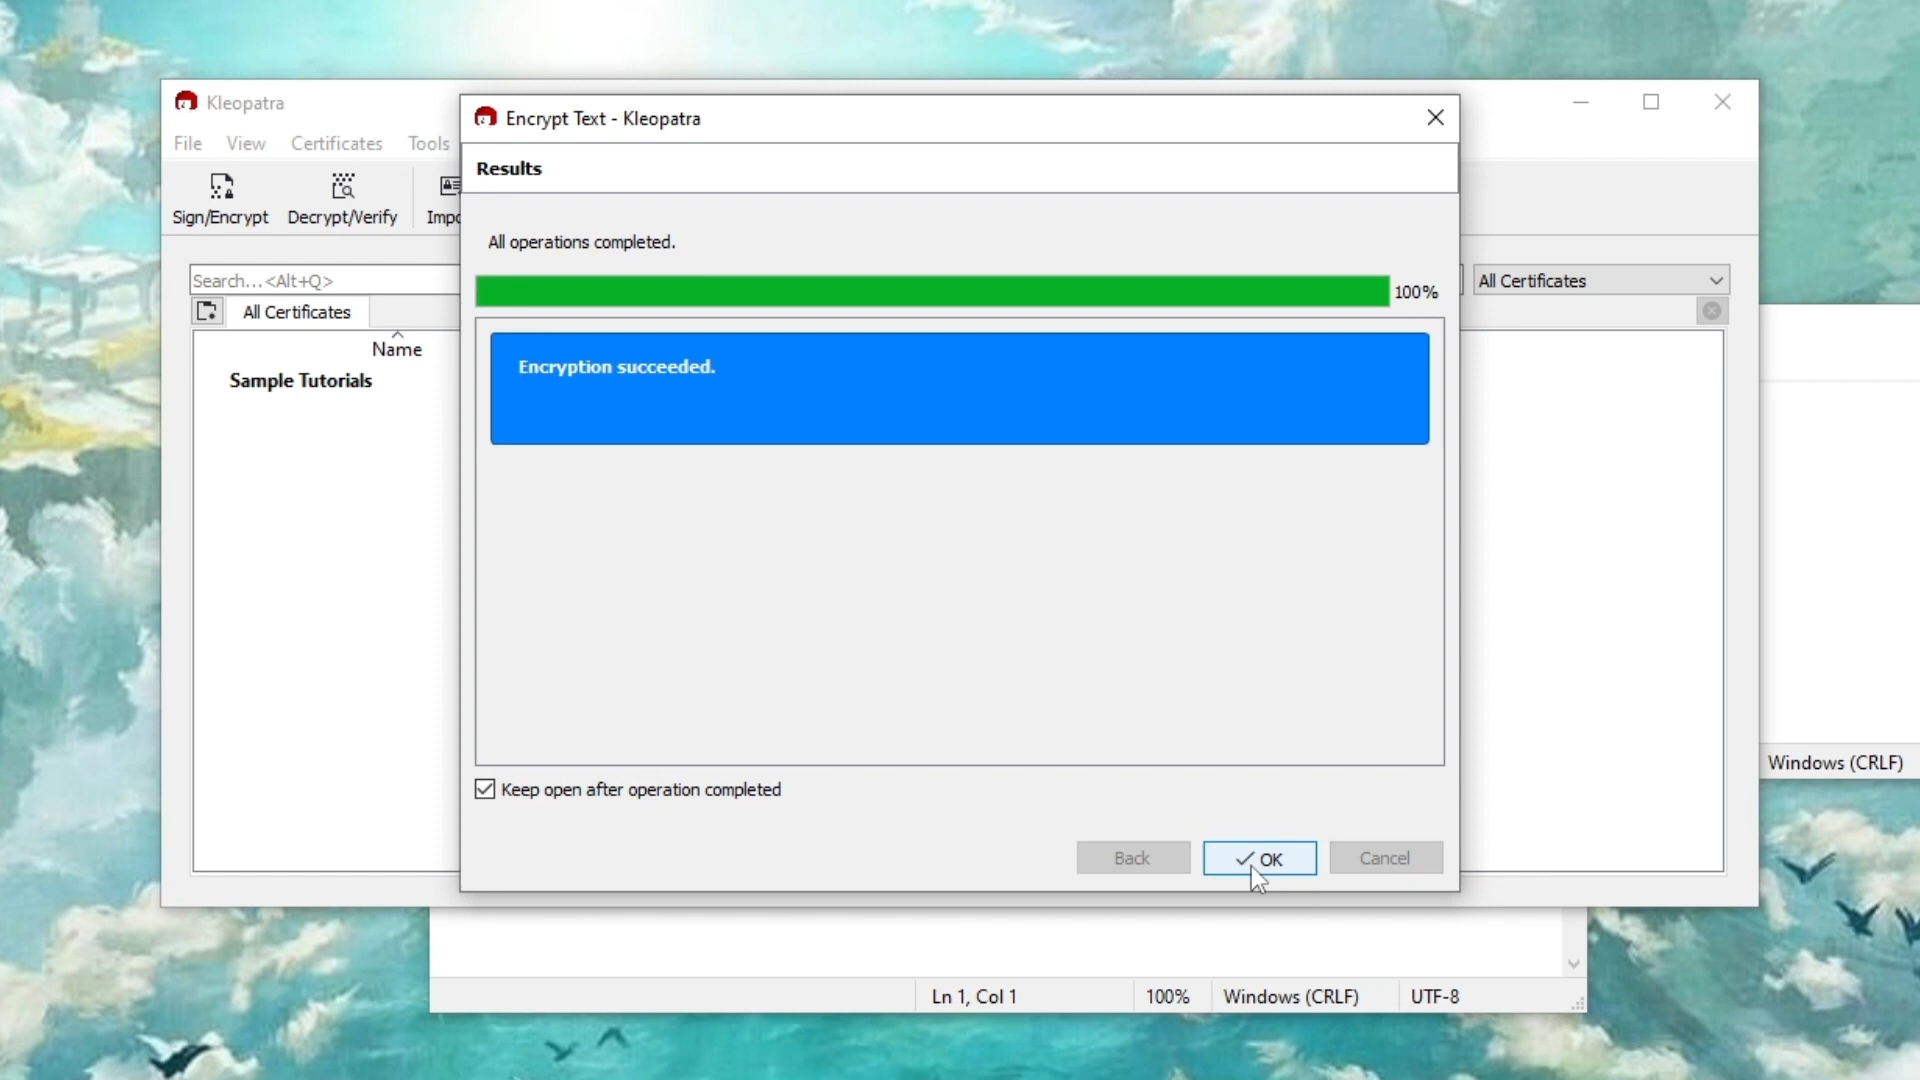 Kleopatra
File View Certificates Tools
Sign/Encrypt Decrypt/Verify Impo
Search...<Alt+Q>
All Certificates
Name
Sample Tutorials
Encrypt Text - Kleopatra
Results
All operations completed.
100%
Encryption succeeded.
Keep open after operation completed
Back OK Cancel
All Certificates
Windows (CRLF)
Ln 1, Col 1 100% Windows (CRLF) UTF-8